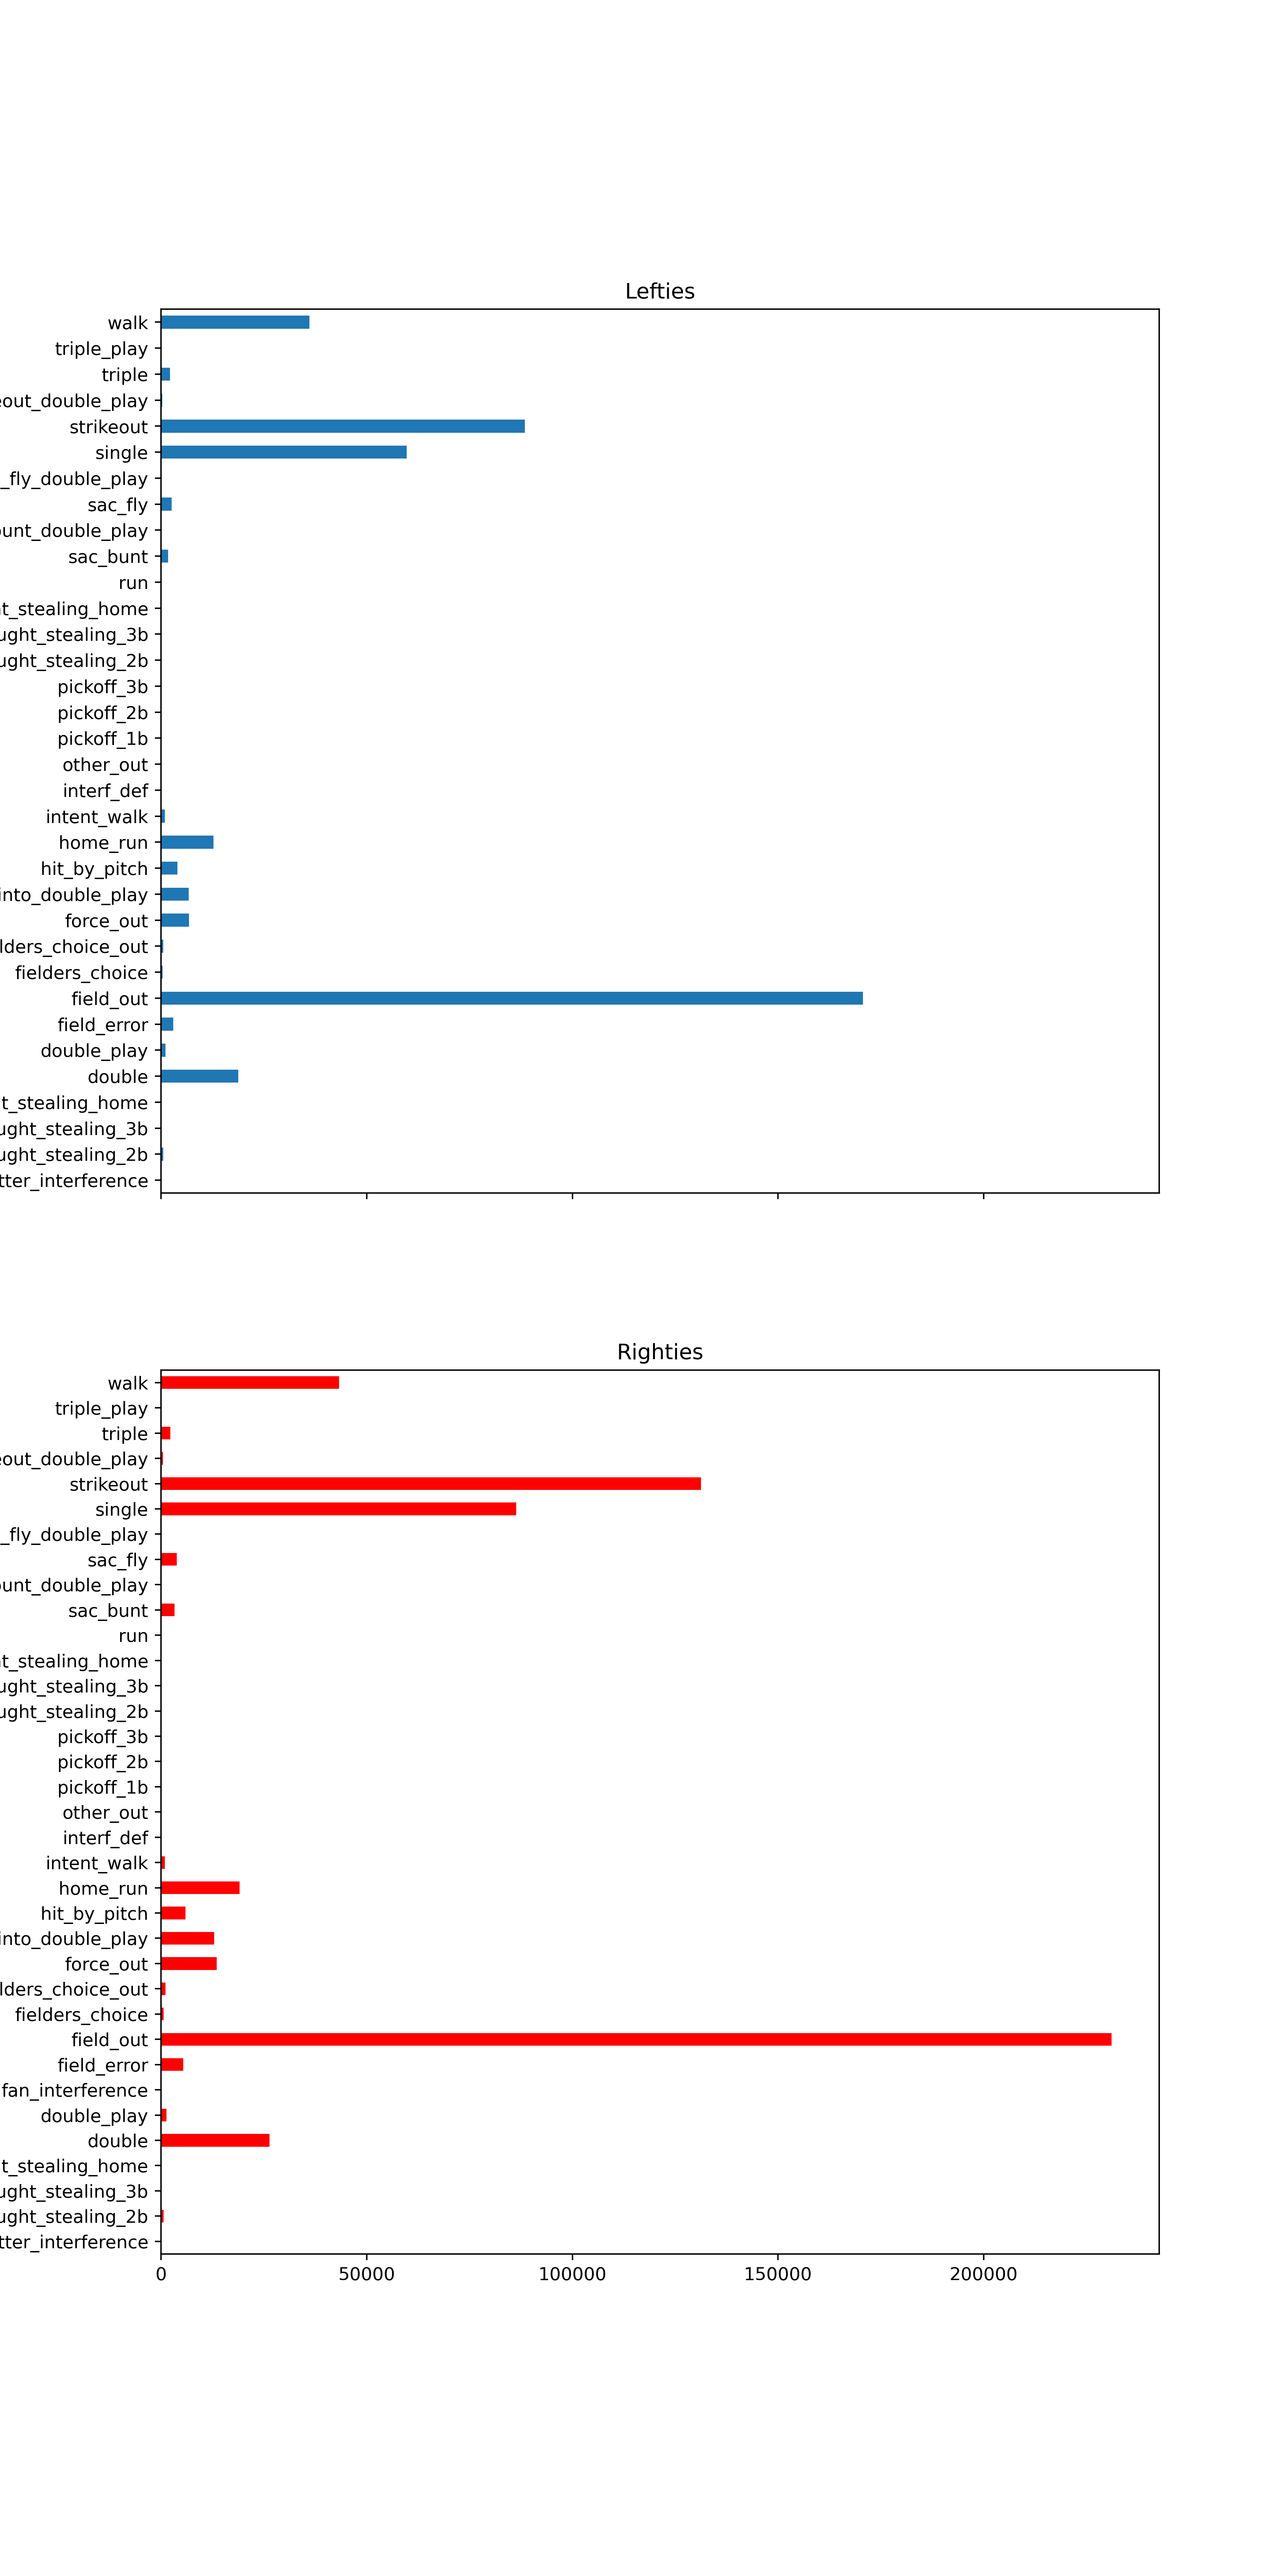 Lefties
walk
triple_play
triple
eout_double_play
strikeout
single
_fly_double_play
sac_fly
unt_double_play
sac_bunt
run
t_stealing_home
ught_stealing_3b
ught_stealing_2b
pickoff_3b
pickoff_2b
pickoff_1b
other_out
interf_def
intent_walk
home_run
hit_by_pitch
into_double_play
force_out
lders_choice_out
fielders_choice
field_out
field_error
double_play
double
t_stealing_home
ught_stealing_3b
ught_stealing_2b
tter_interference
Righties
walk
triple_play
triple
eout_double_play
strikeout
single
_fly_double_play
sac_fly
unt_double_play
sac_bunt
run
t_stealing_home
ught_stealing_3b
ught_stealing_2b
pickoff_3b
pickoff_2b
pickoff_1b
other_out
interf_def
intent_walk
home_run
hit_by_pitch
into_double_play
force_out
lders_choice_out
fielders_choice
field_out
field_error
fan_interference
double_play
double
t_stealing_home
ught_stealing_3b
ught_stealing_2b
tter_interference
0 50000 100000 150000 200000